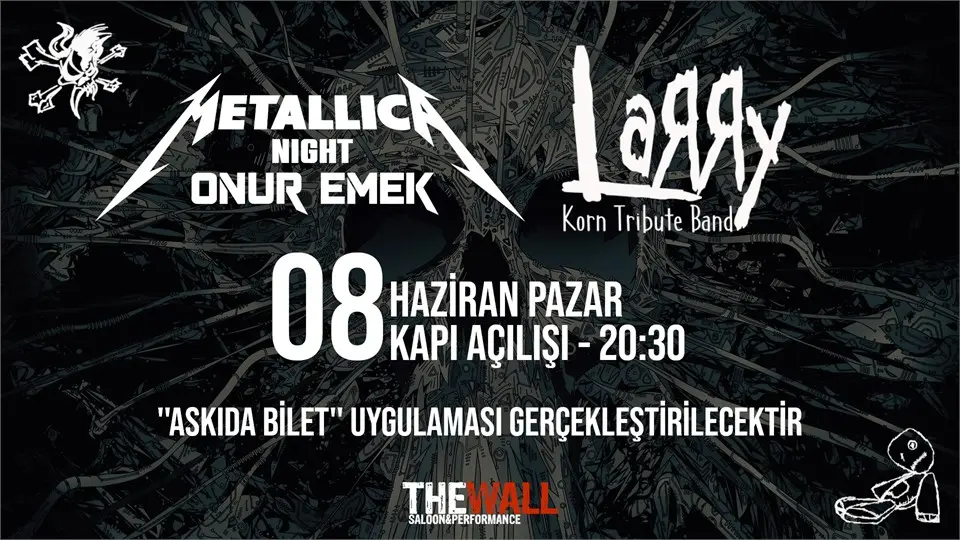 METALLICA
NIGHT
ONUR EMEK
LaRRy
Korn Tribute Band
08
HAZİRAN PAZAR
KAPI AÇILIŞI - 20:30
"ASKIDA BİLET" UYGULAMASI GERÇEKLEŞTİRİLECEKTİR
THEWALL
SALOON&PERFORMANCE